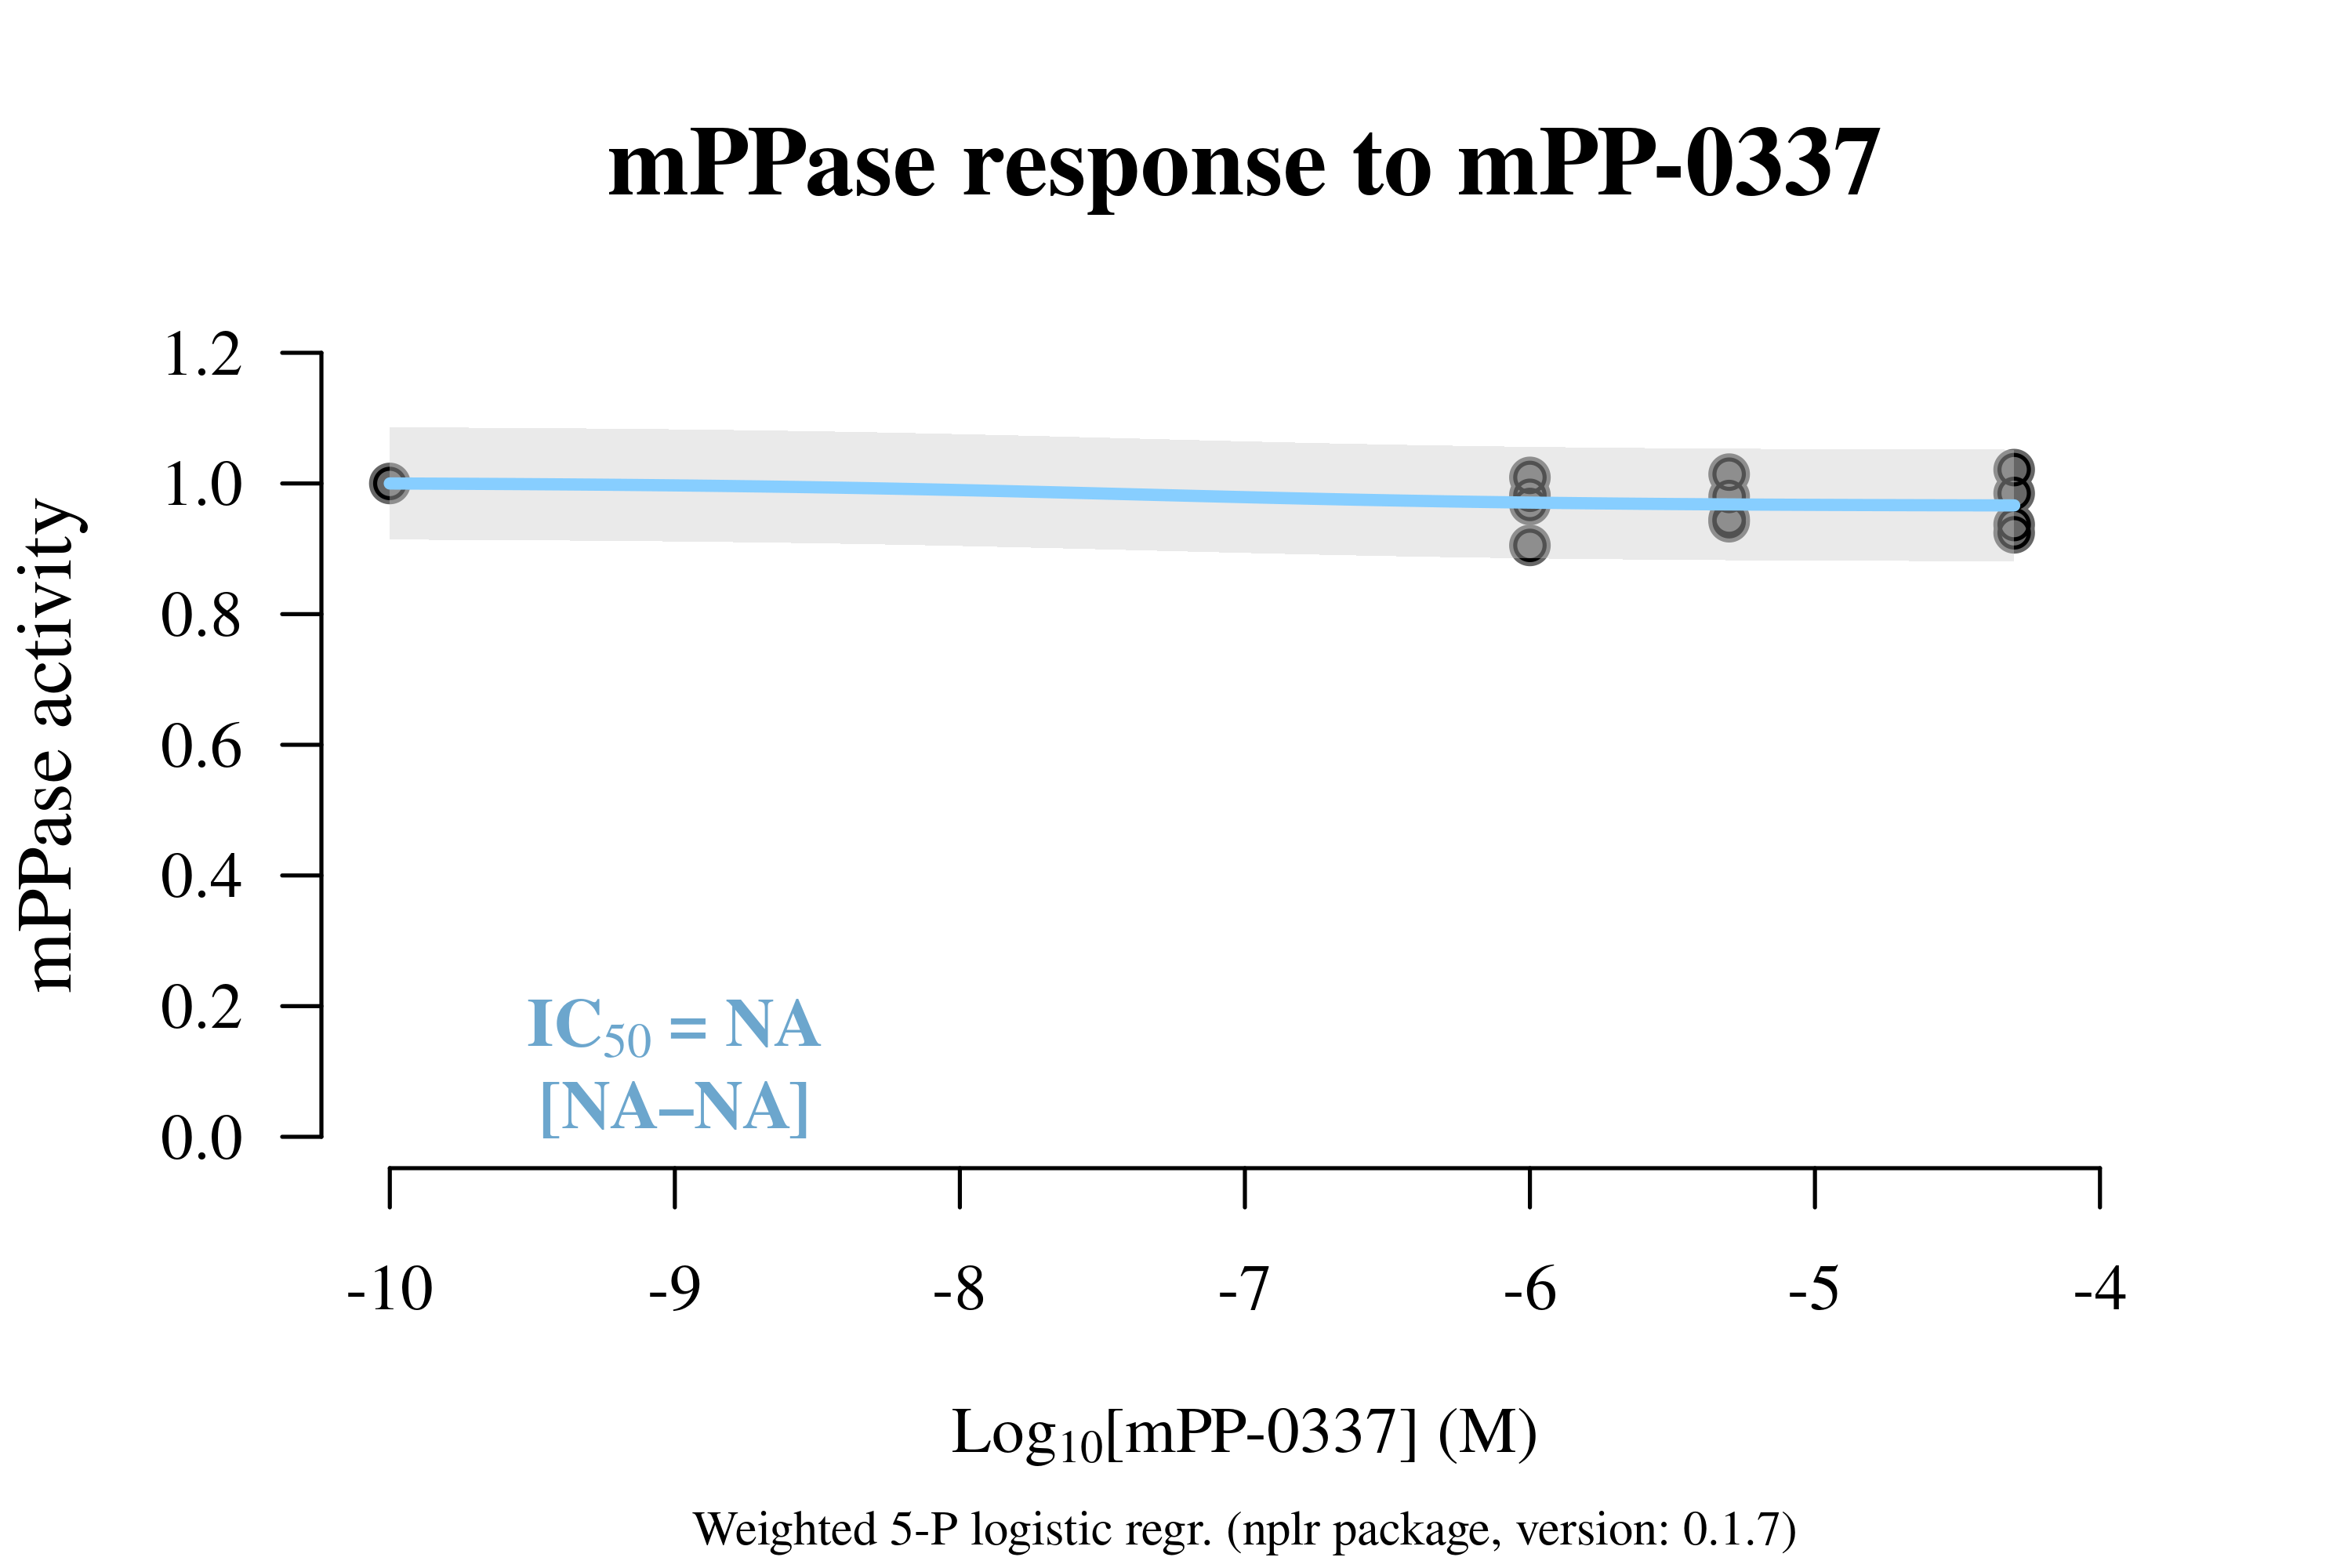 mPPase response to mPP-0337
mPPase activity
1.2
1.0
0.8
0.6
0.4
0.2
0.0
IC50 = NA
[NA–NA]
-10 -9 -8 -7 -6 -5 -4
Log10[mPP-0337] (M)
Weighted 5-P logistic regr. (nplr package, version: 0.1.7)